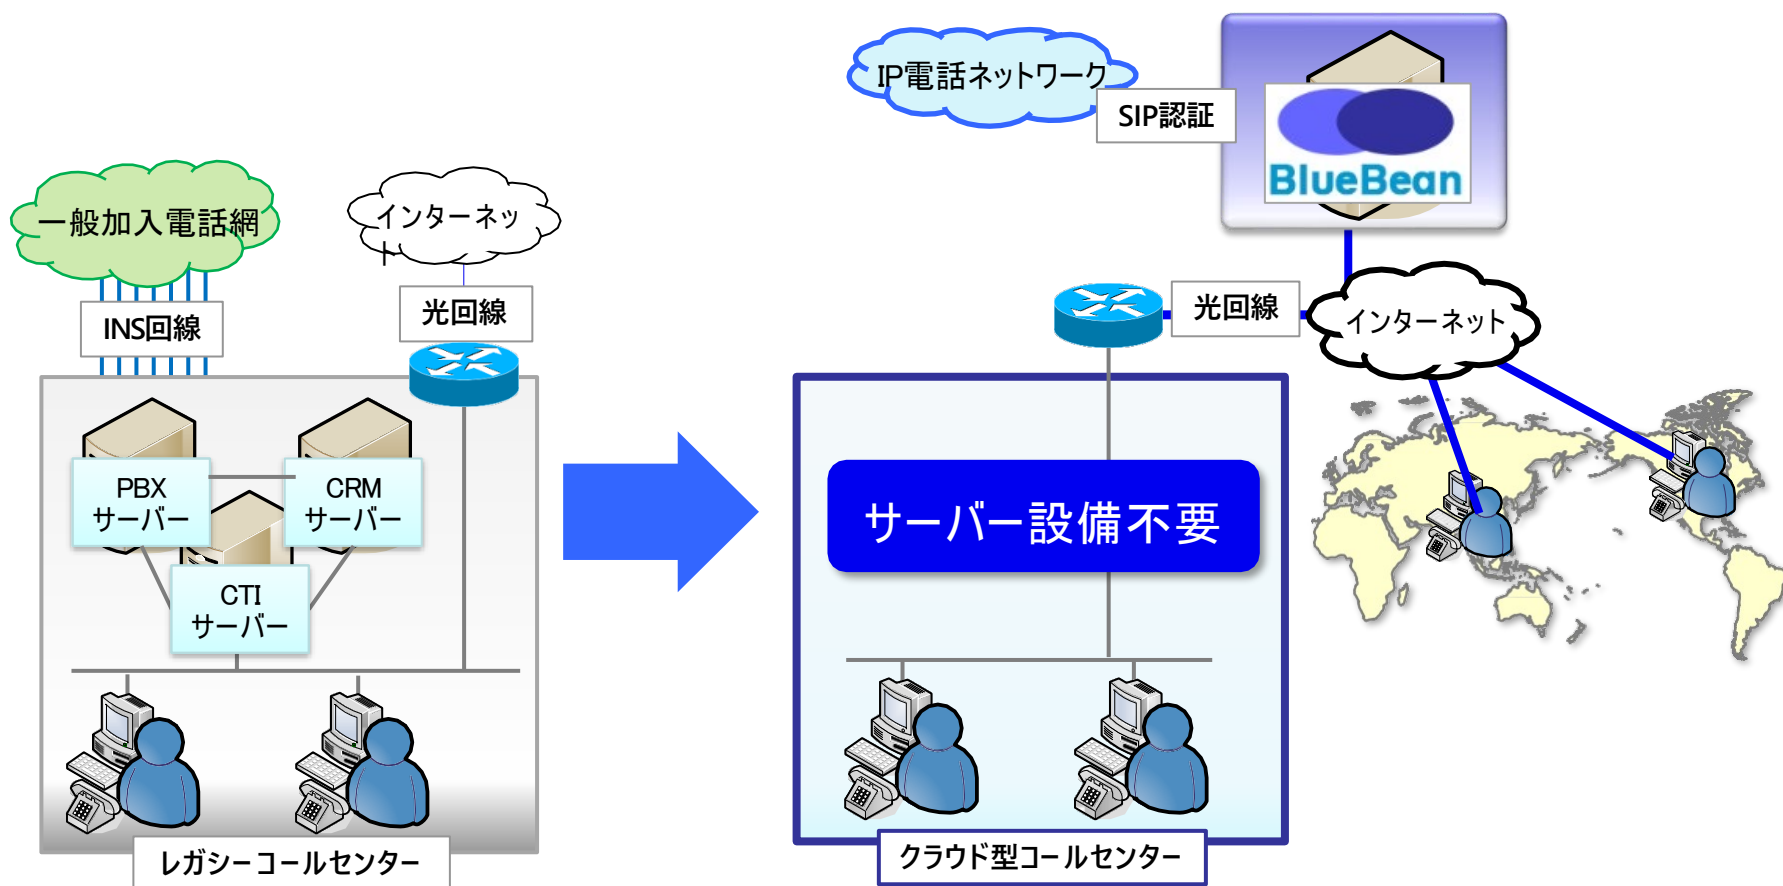 一般加入電話網
インターネッ
ト
INS回線
光回線
PBX
サーバー
CRM
サーバー
CTI
サーバー
レガシーコールセンター
IP電話ネットワーク
SIP認証
BlueBean
光回線
インターネット
サーバー設備不要
クラウド型コールセンター